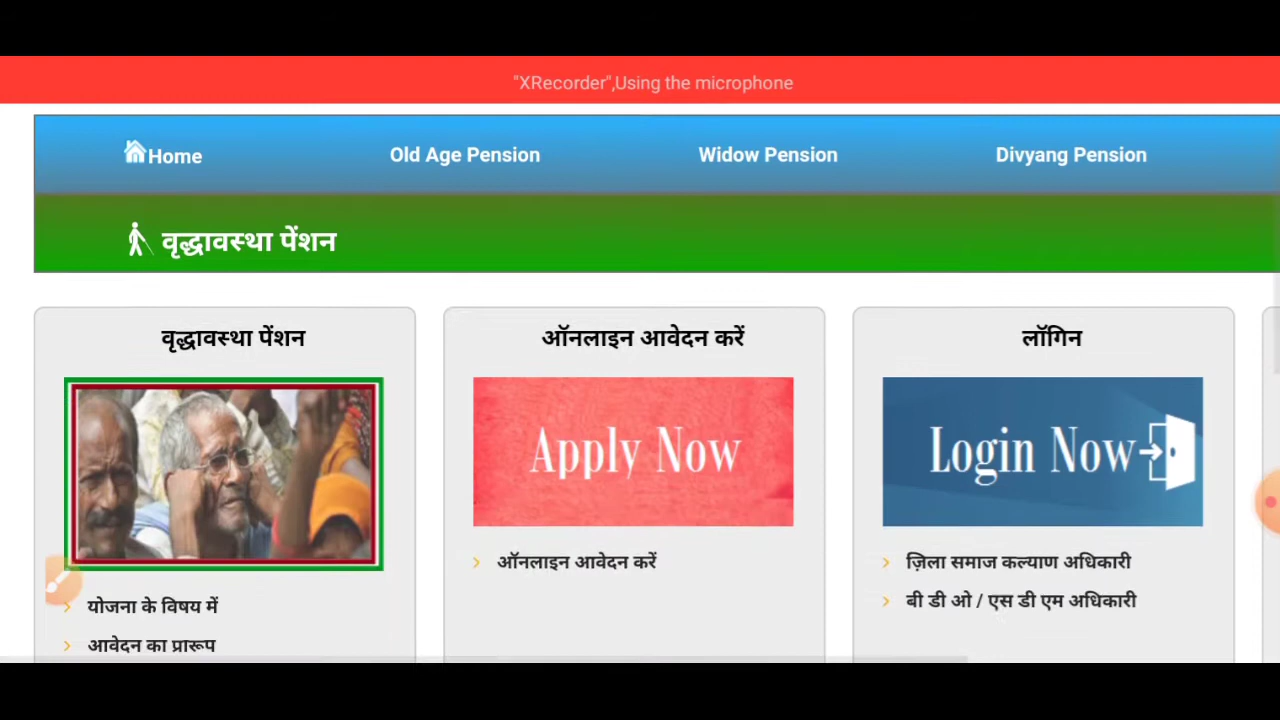 "XRecorder",Using the microphone
Home Old Age Pension Widow Pension Divyang Pension
वृद्धावस्था पेंशन
वृद्धावस्था पेंशन
योजना के विषय में
आवेदन का प्रारूप
ऑनलाइन आवेदन करें
Apply Now
ऑनलाइन आवेदन करें
लॉगिन
Login Now
ज़िला समाज कल्याण अधिकारी
बी डी ओ / एस डी एम अधिकारी